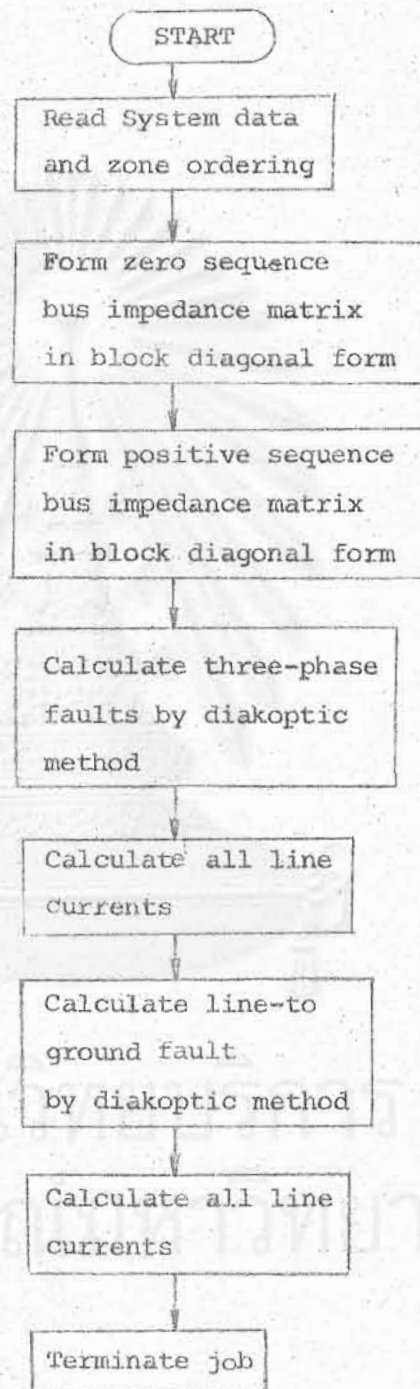 START
Read System data
and zone ordering
Form zero sequence
bus impedance matrix
in block diagonal form
Form positive sequence
bus impedance matrix
in block diagonal form
Calculate three-phase
faults by diakoptic
method
Calculate all line
currents
Calculate line-to
ground fault
by diakoptic method
Calculate all line
currents
Terminate job